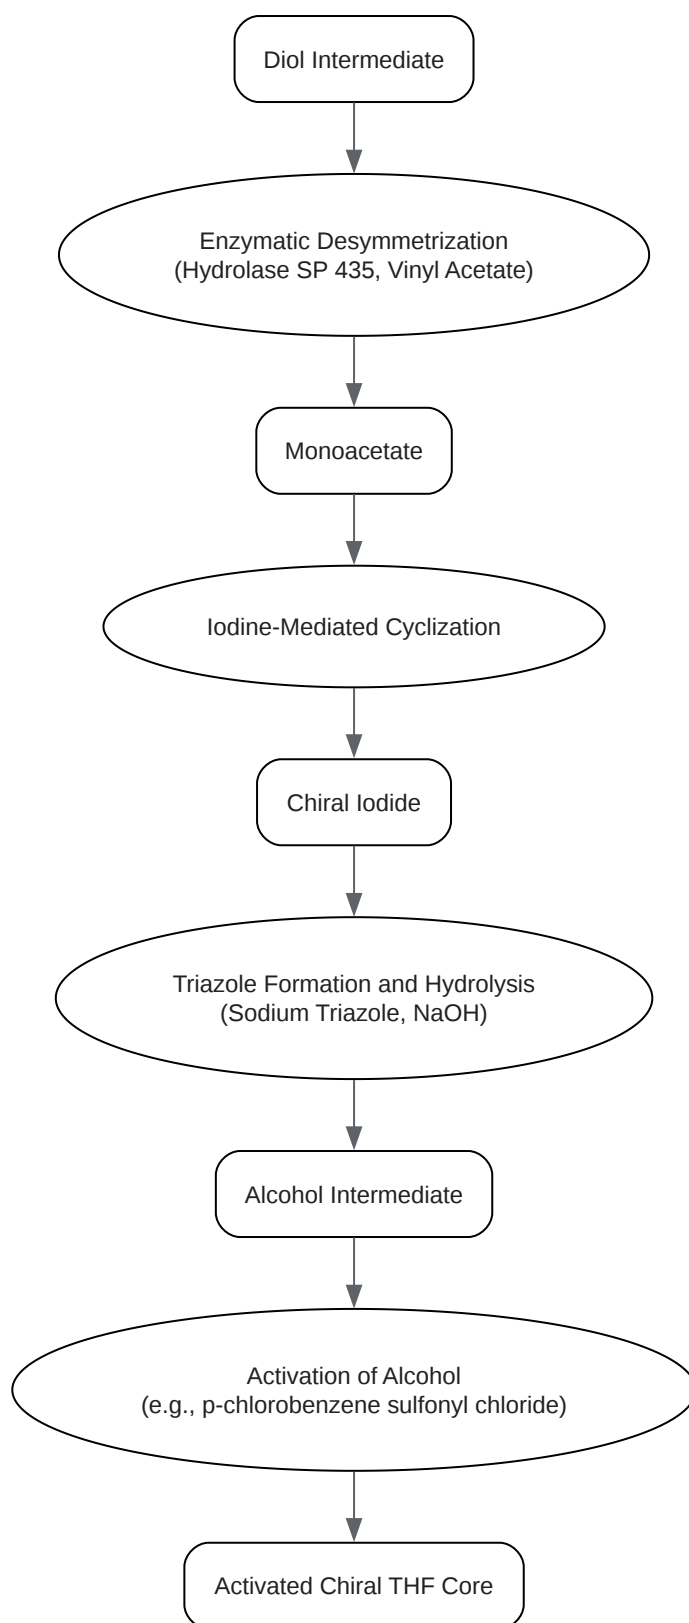 Diol Intermediate
Enzymatic Desymmetrization
(Hydrolase SP 435, Vinyl Acetate)
Monoacetate
Iodine-Mediated Cyclization
Chiral Iodide
Triazole Formation and Hydrolysis
(Sodium Triazole, NaOH)
Alcohol Intermediate
Activation of Alcohol
(e.g., p-chlorobenzene sulfonyl chloride)
Activated Chiral THF Core